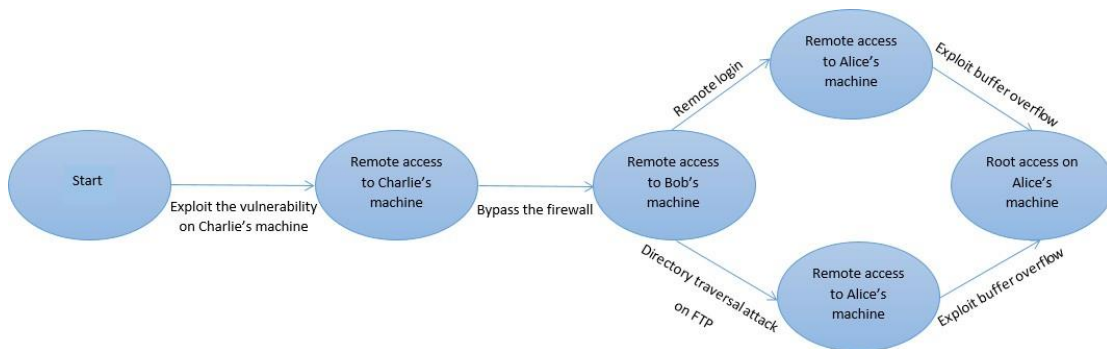 Start
Exploit the vulnerability
on Charlie's machine
Remote access
to Charlie's
machine
Bypass the firewall
Remote access
to Bob's
machine
Remote login
Remote access
to Alice's
machine
Exploit buffer overflow
Directory traversal attack
on FTP
Remote access
to Alice's
machine
Exploit buffer overflow
Root access on
Alice's
machine